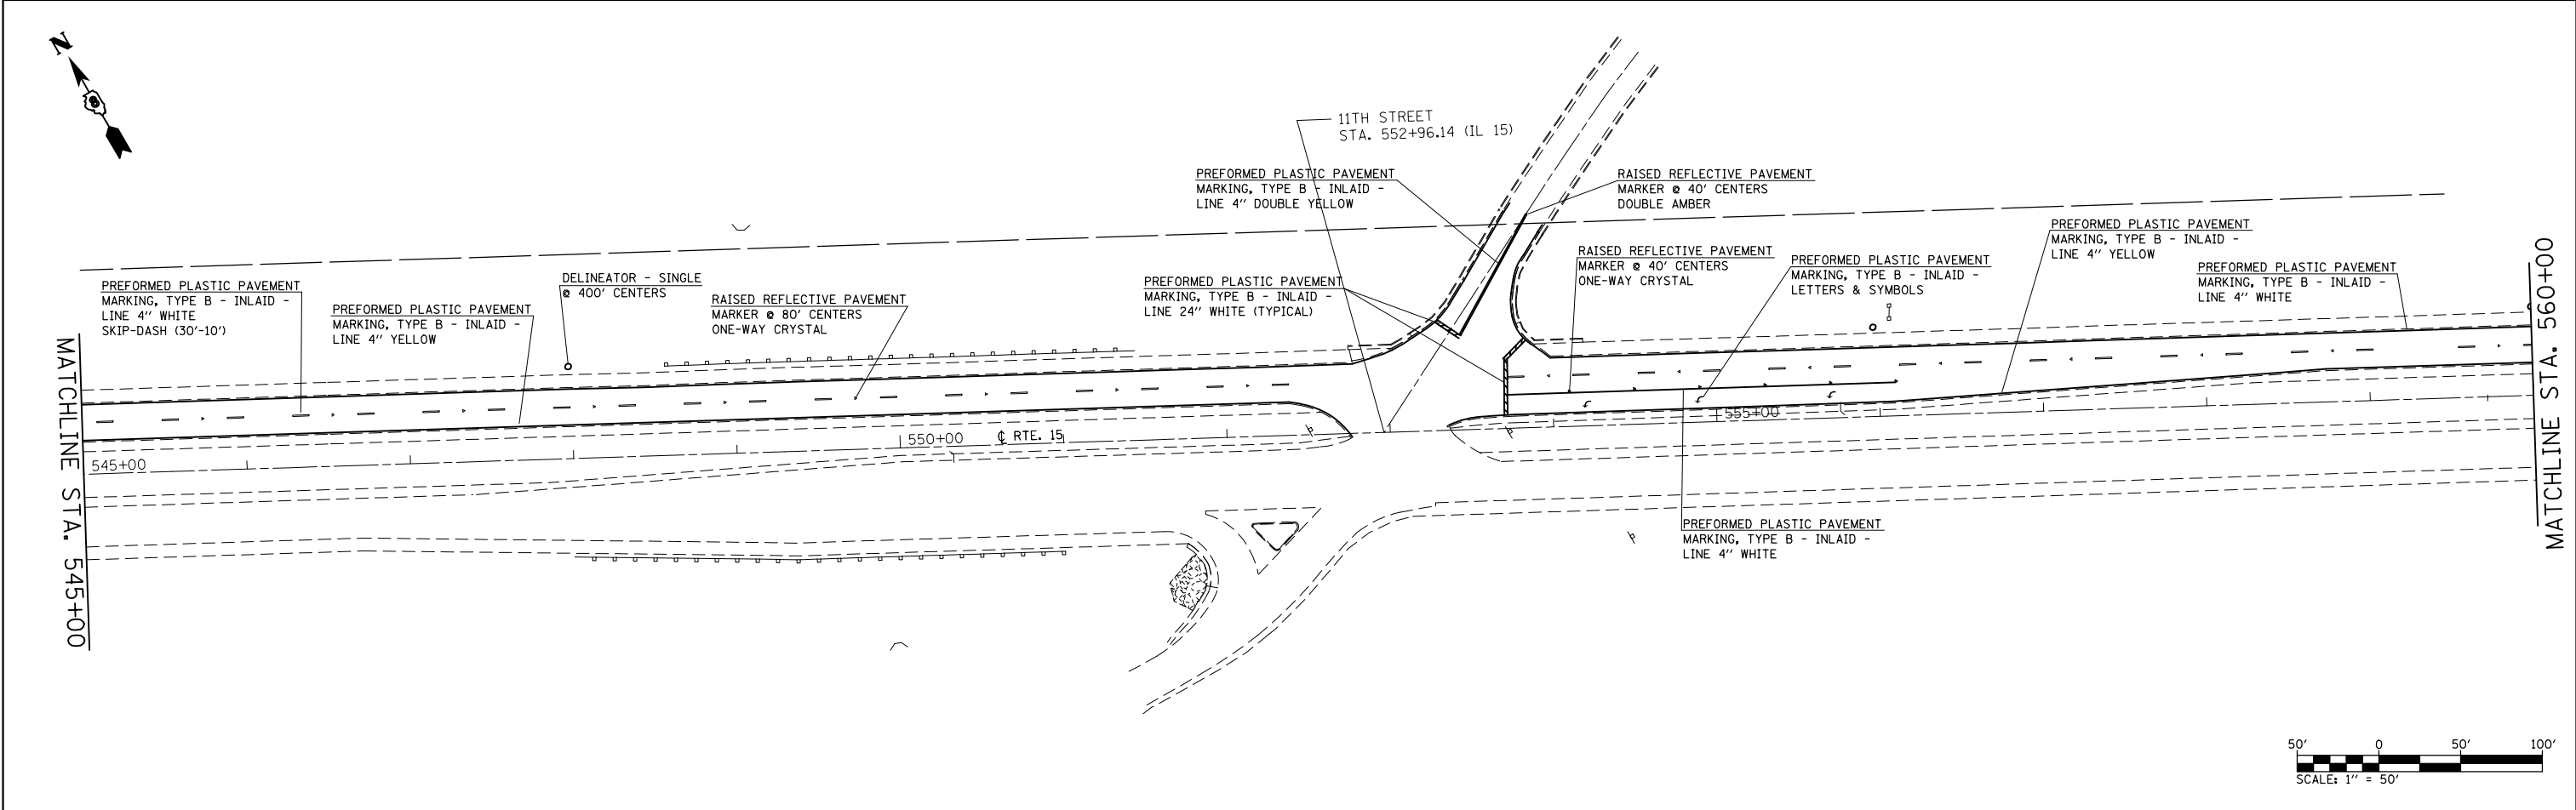 N
11TH STREET
STA. 552+96.14 (IL 15)
PREFORMED PLASTIC PAVEMENT
MARKING, TYPE B - INLAID -
LINE 4" DOUBLE YELLOW
RAISED REFLECTIVE PAVEMENT
MARKER @ 40' CENTERS
DOUBLE AMBER
PREFORMED PLASTIC PAVEMENT
MARKING, TYPE B - INLAID -
LINE 4" YELLOW
RAISED REFLECTIVE PAVEMENT
MARKER @ 40' CENTERS
ONE-WAY CRYSTAL
PREFORMED PLASTIC PAVEMENT
MARKING, TYPE B - INLAID -
LETTERS & SYMBOLS
PREFORMED PLASTIC PAVEMENT
MARKING, TYPE B - INLAID -
LINE 4" WHITE
PREFORMED PLASTIC PAVEMENT
MARKING, TYPE B - INLAID -
LINE 4" WHITE
SKIP-DASH (30'-10')
PREFORMED PLASTIC PAVEMENT
MARKING, TYPE B - INLAID -
LINE 4" YELLOW
DELINEATOR - SINGLE
@ 400' CENTERS
RAISED REFLECTIVE PAVEMENT
MARKER @ 80' CENTERS
ONE-WAY CRYSTAL
PREFORMED PLASTIC PAVEMENT
MARKING, TYPE B - INLAID -
LINE 24" WHITE (TYPICAL)
MATCHLINE STA. 545+00
MATCHLINE STA. 560+00
545+00
550+00
℄ RTE. 15
555+00
PREFORMED PLASTIC PAVEMENT
MARKING, TYPE B - INLAID -
LINE 4" WHITE
50' 0 50' 100'
SCALE: 1" = 50'